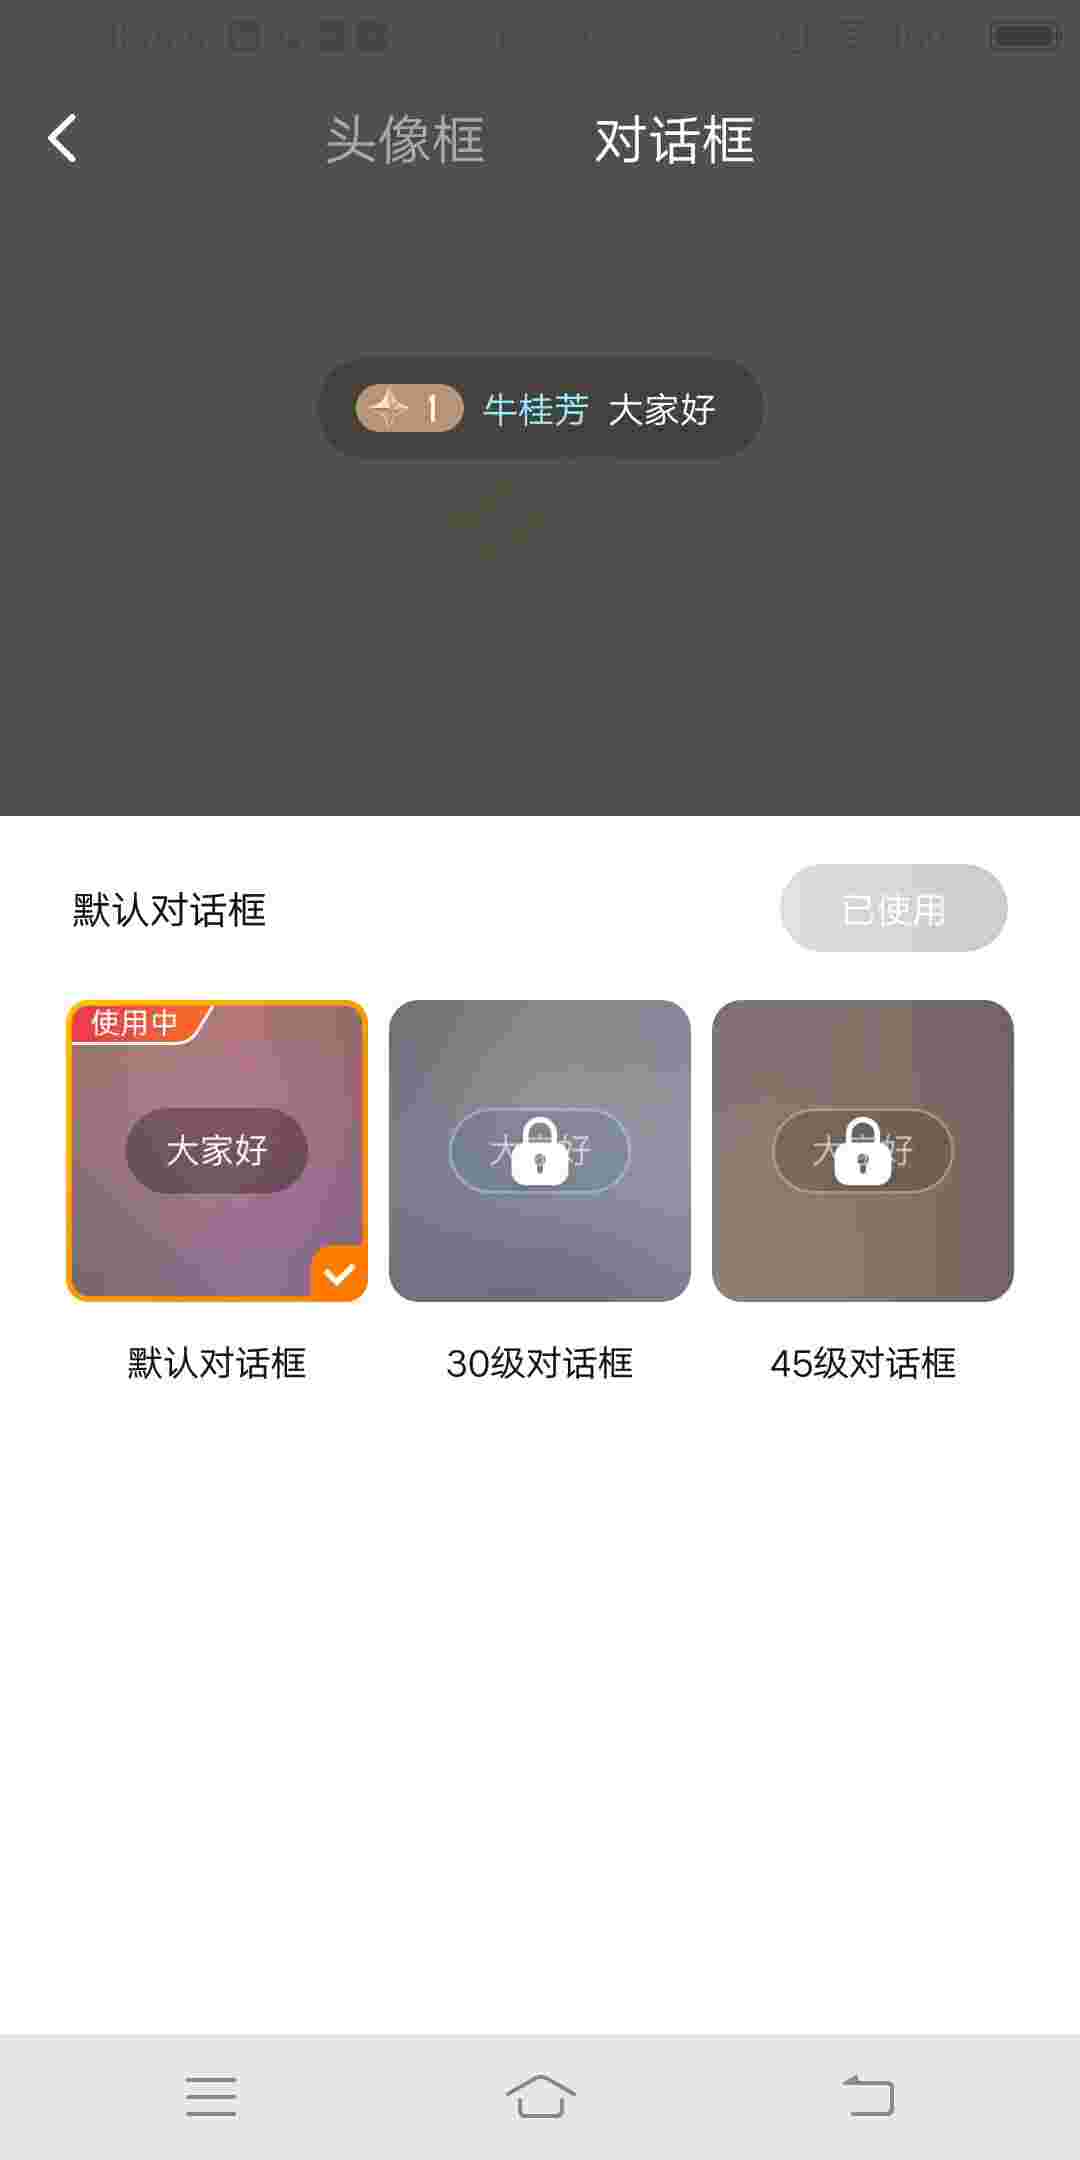 头像框 对话框
1 牛桂芳 大家好
默认对话框 已使用
使用中
大家好 大 好 大 好
默认对话框 30级对话框 45级对话框